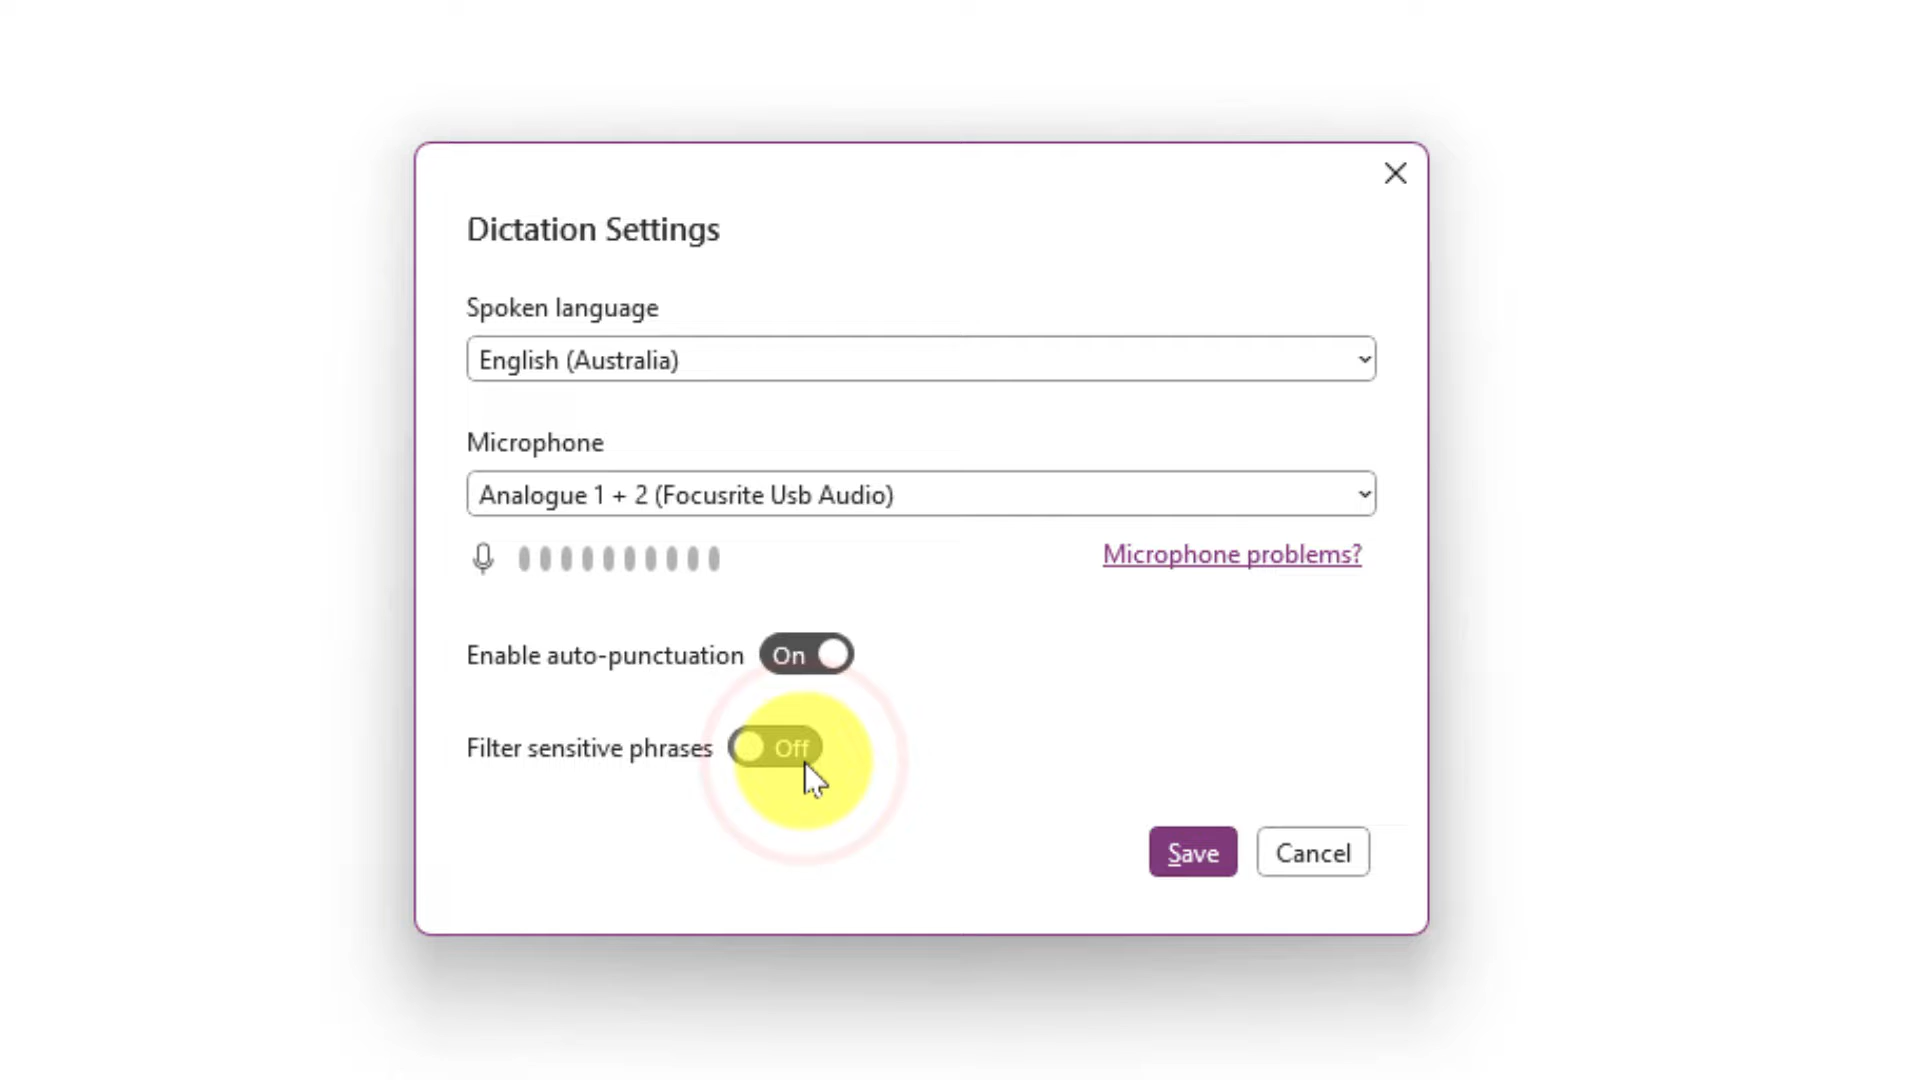 Dictation Settings
Spoken language
English (Australia)
Microphone
Analogue 1 + 2 (Focusrite Usb Audio)
Microphone problems?
Enable auto-punctuation On
Filter sensitive phrases Off
Save Cancel